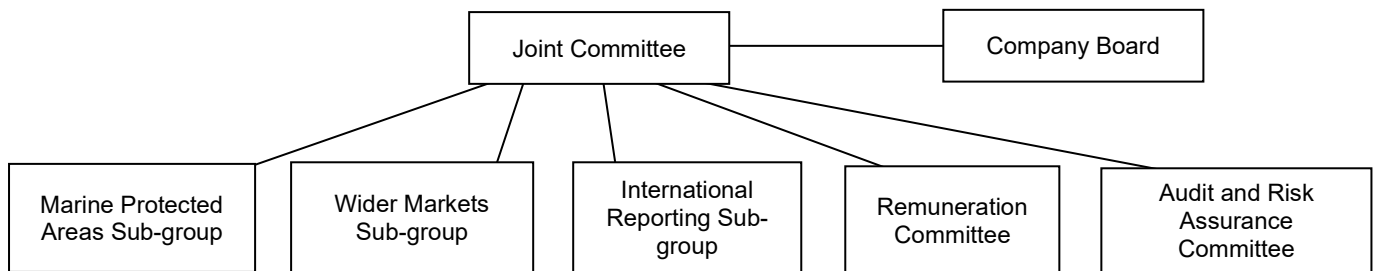 Joint Committee
Company Board
Marine Protected
Areas Sub-group
Wider Markets
Sub-group
International
Reporting Sub-
group
Remuneration
Committee
Audit and Risk
Assurance
Committee